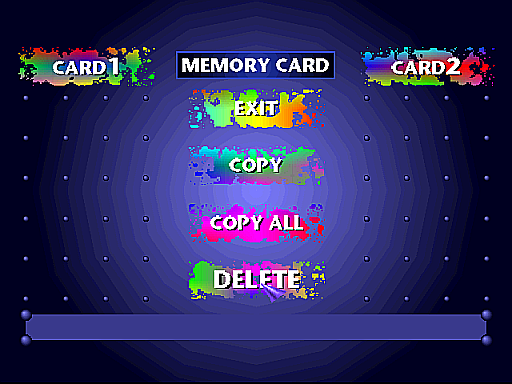 CARD1
MEMORY CARD
CARD2
EXIT
COPY
COPY ALL
DELETE